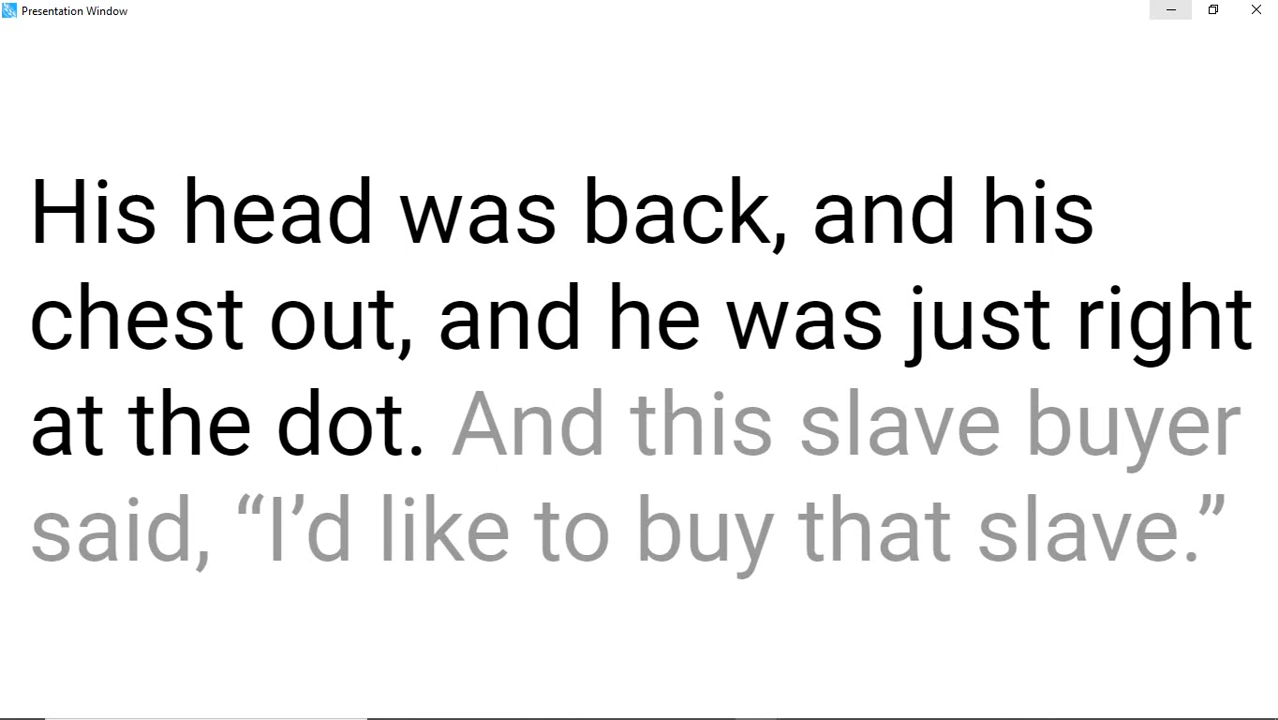 Presentation Window
His head was back, and his
chest out, and he was just right
at the dot. And this slave buyer
said, “I’d like to buy that slave.”